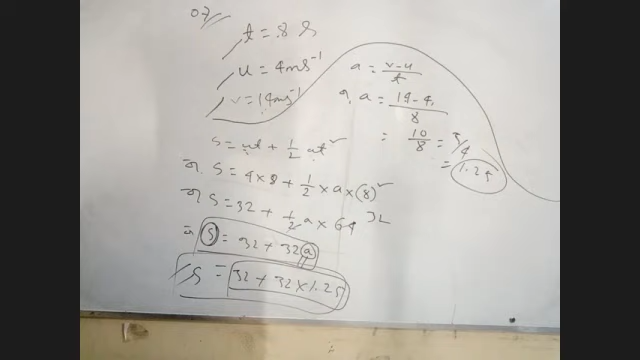 07
t = 8 s
u = 4ms⁻¹
v = 14ms⁻¹
a = v-u/t
a = 14-4/8
= 10/8 = 5/4
= 1.25
s = ut + 1/2 at²
s = 4×8 + 1/2 × a × (8)²
s = 32 + 1/2 a × 64 32
s = 32 + 32a
s = 32 + 32×1.25